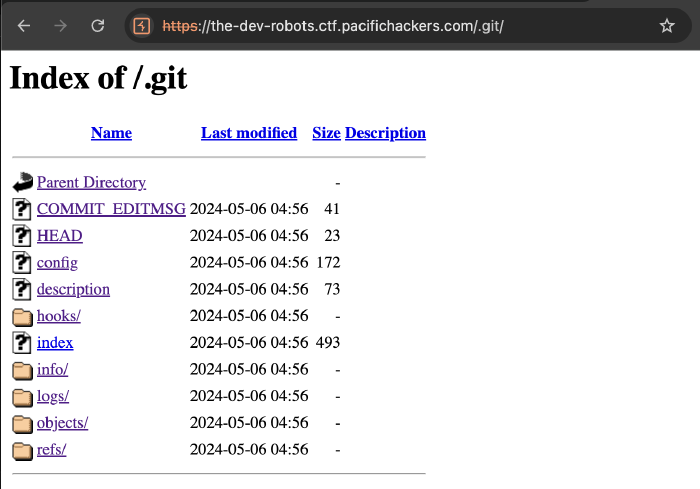 https://the-dev-robots.ctf.pacifichackers.com/.git/
Index of /.git
Name Last modified Size Description
Parent Directory -
COMMIT_EDITMSG 2024-05-06 04:56 41
HEAD 2024-05-06 04:56 23
config 2024-05-06 04:56 172
description 2024-05-06 04:56 73
hooks/ 2024-05-06 04:56 -
index 2024-05-06 04:56 493
info/ 2024-05-06 04:56 -
logs/ 2024-05-06 04:56 -
objects/ 2024-05-06 04:56 -
refs/ 2024-05-06 04:56 -